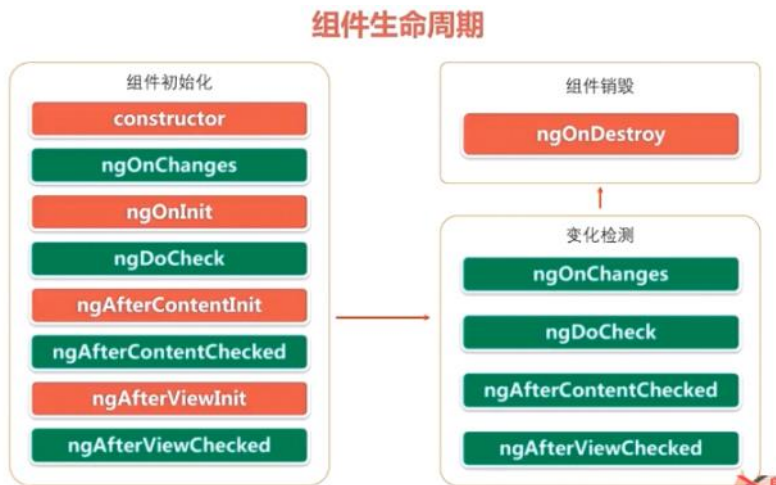 组件生命周期
组件初始化
constructor
ngOnChanges
ngOnInit
ngDoCheck
ngAfterContentInit
ngAfterContentChecked
ngAfterViewInit
ngAfterViewChecked
组件销毁
ngOnDestroy
变化检测
ngOnChanges
ngDoCheck
ngAfterContentChecked
ngAfterViewChecked